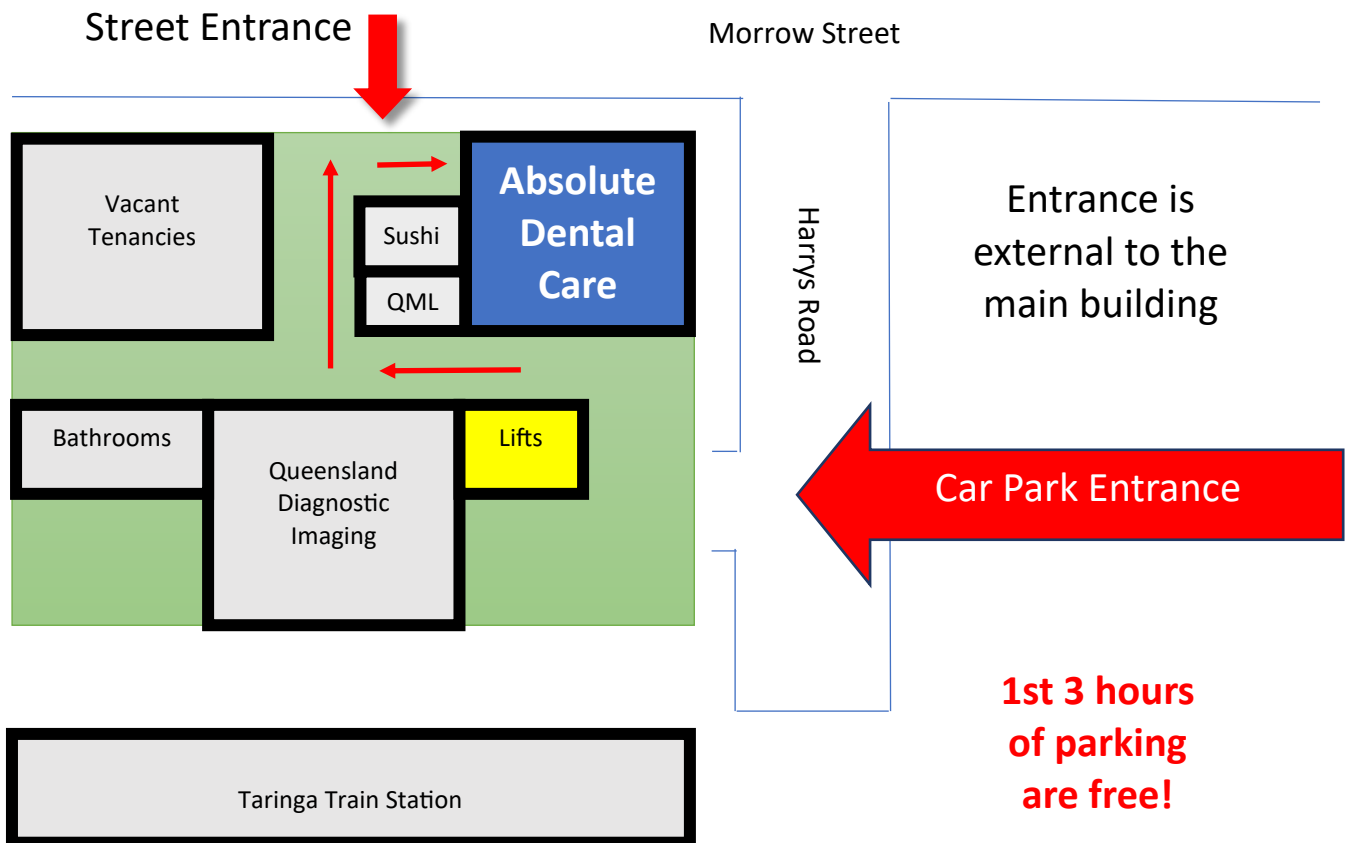 Street Entrance
Morrow Street
Vacant
Tenancies
Sushi
QML
Absolute
Dental
Care
Harrys Road
Entrance is
external to the
main building
Bathrooms
Queensland
Diagnostic
Imaging
Lifts
Car Park Entrance
1st 3 hours
of parking
are free!
Taringa Train Station